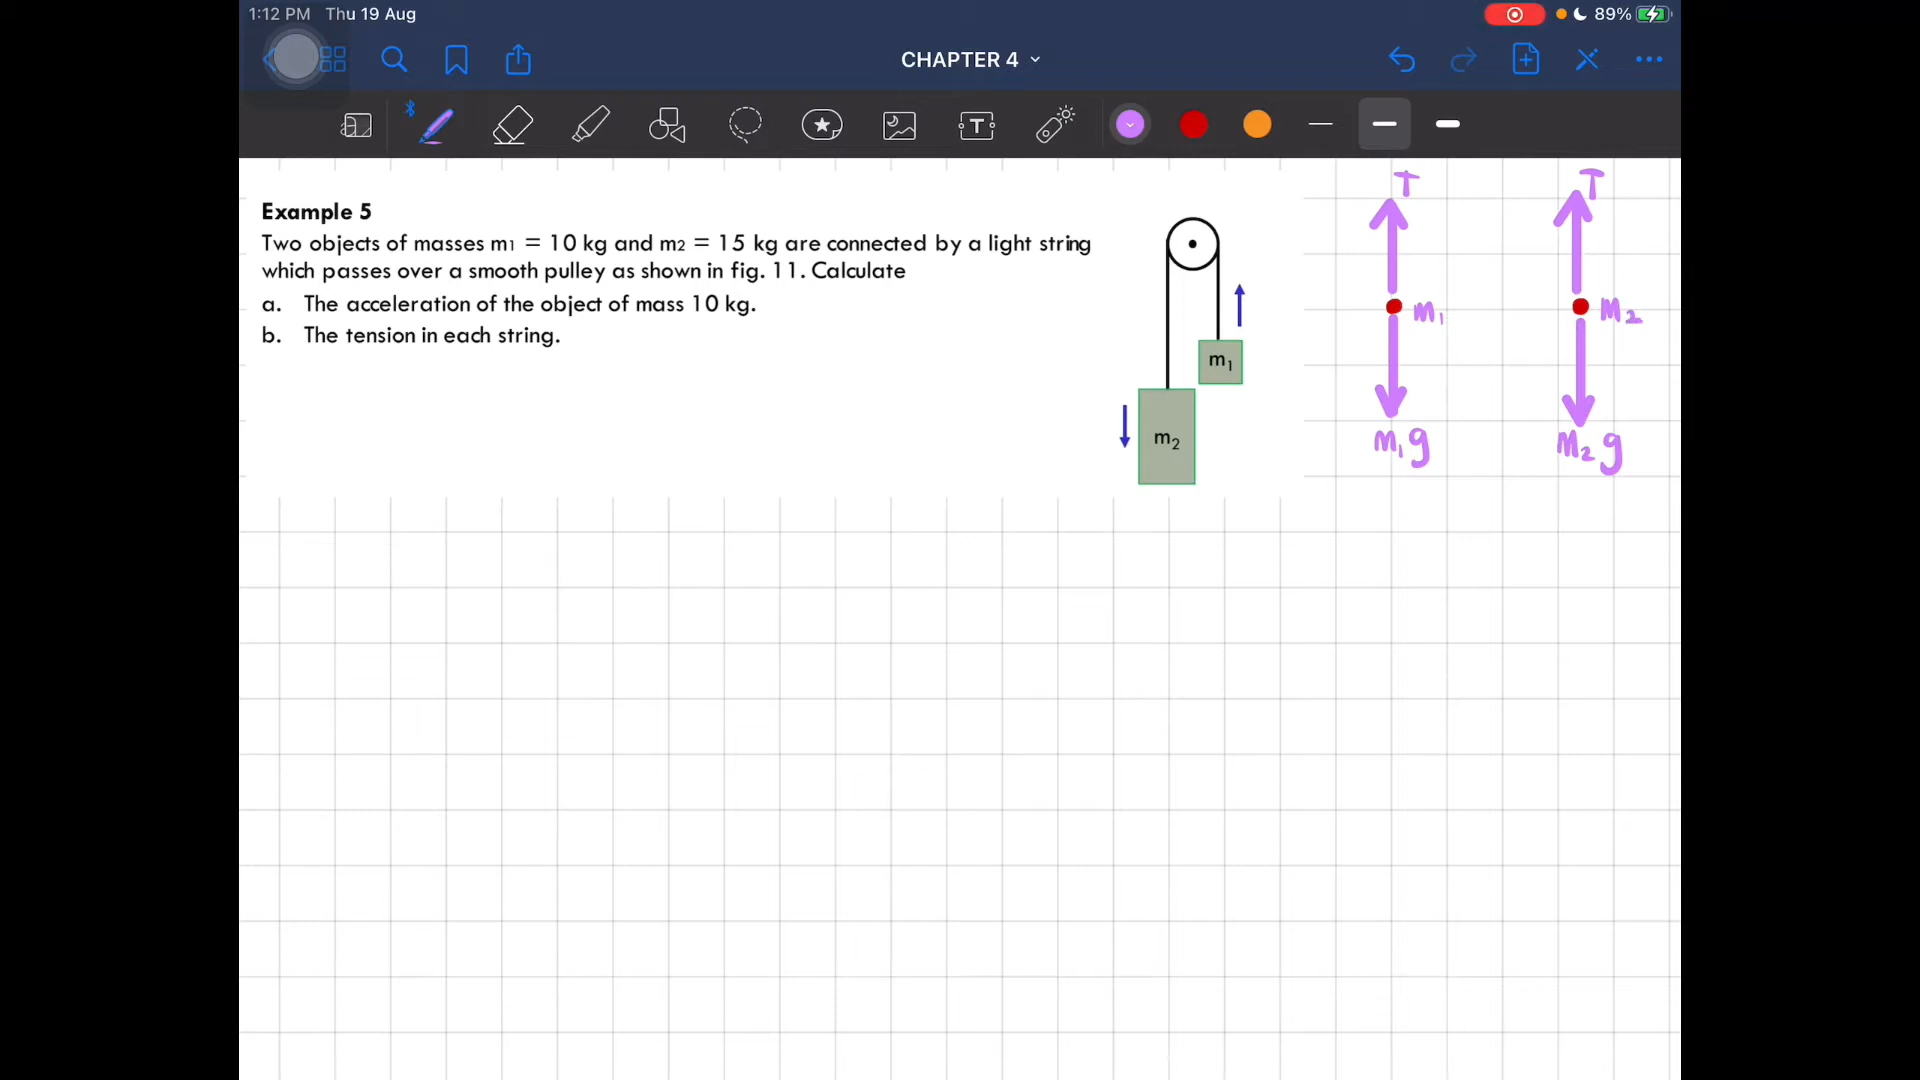 1:12 PM Thu 19 Aug
89%
CHAPTER 4
T
Example 5
Two objects of masses m1 = 10 kg and m2 = 15 kg are connected by a light string
which passes over a smooth pulley as shown in fig. 11. Calculate
a. The acceleration of the object of mass 10 kg.
b. The tension in each string.
m1
m2
T
m1
m1g
T
m2
m2g